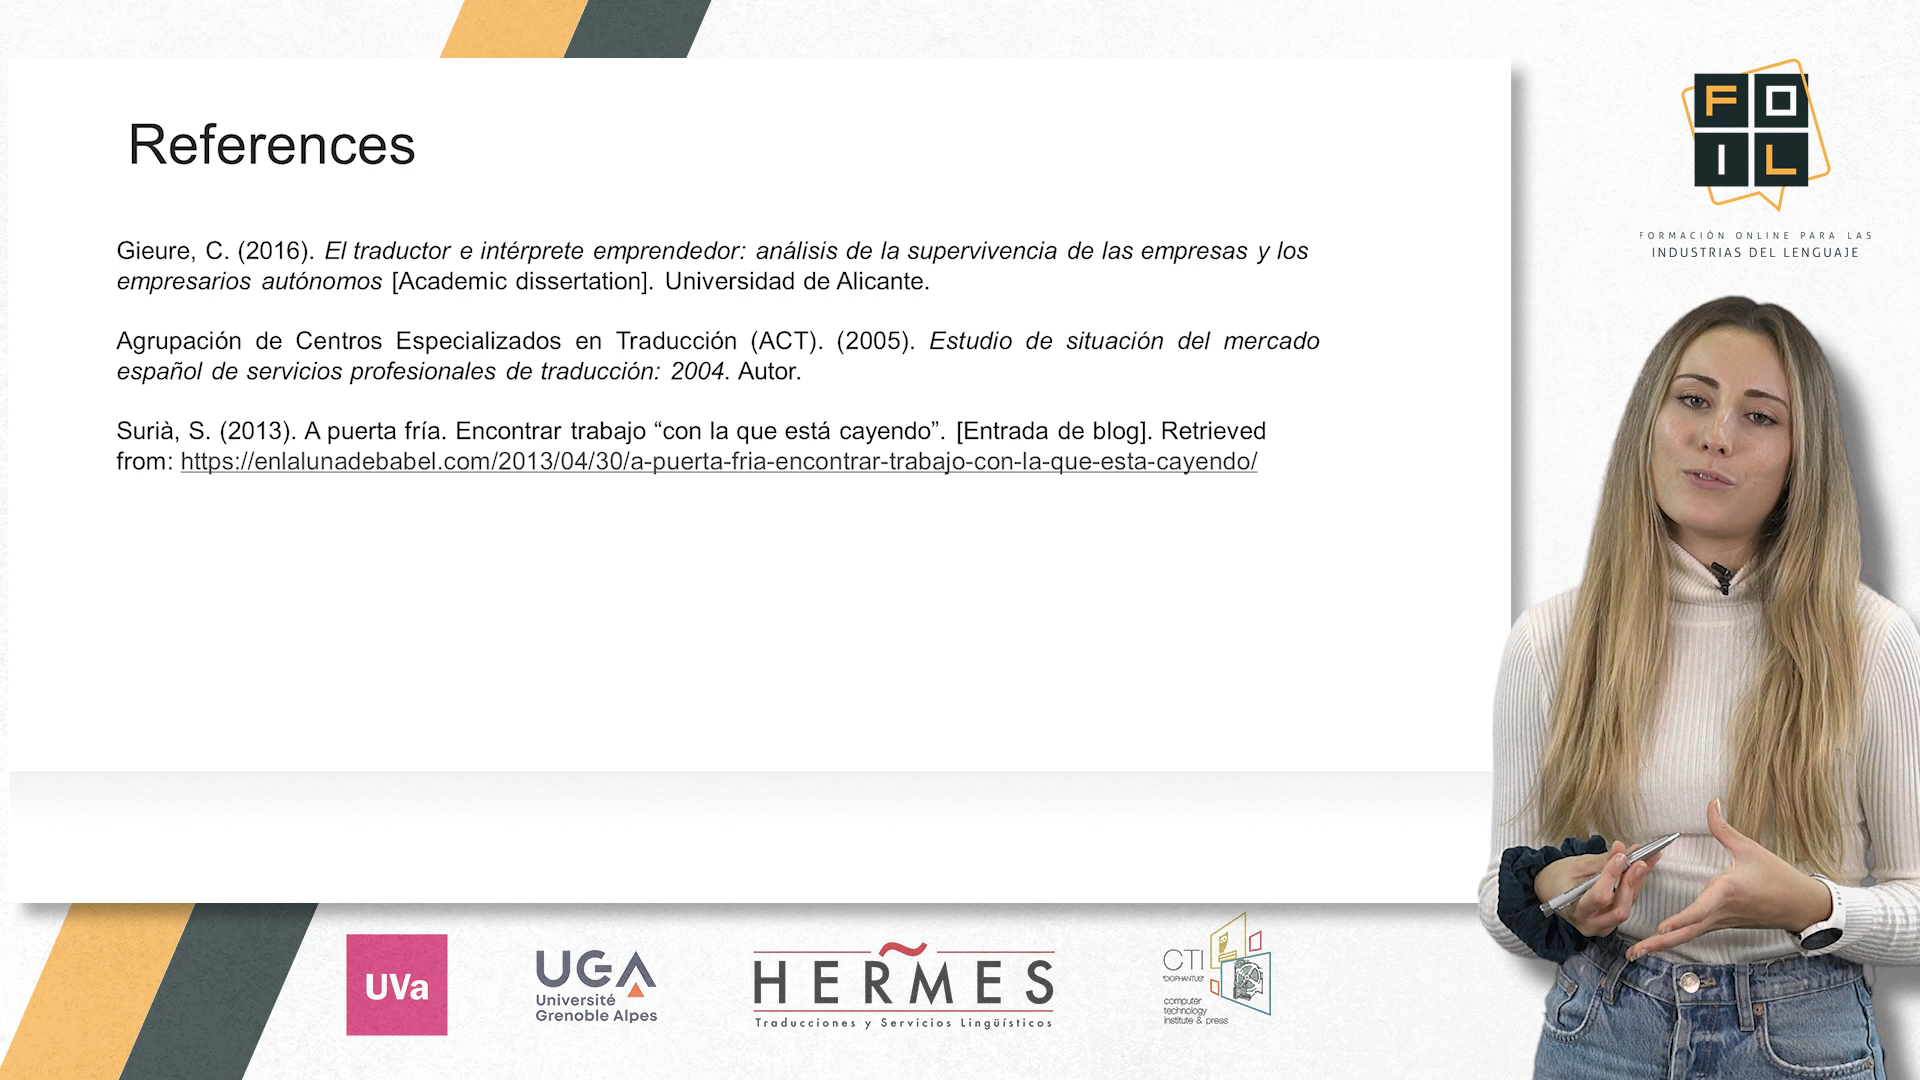 References
Gieure, C. (2016). El traductor e intérprete emprendedor: análisis de la supervivencia de las empresas y los
empresarios autónomos [Academic dissertation]. Universidad de Alicante.
Agrupación de Centros Especializados en Traducción (ACT). (2005). Estudio de situación del mercado
español de servicios profesionales de traducción: 2004. Autor.
Surià, S. (2013). A puerta fría. Encontrar trabajo “con la que está cayendo”. [Entrada de blog]. Retrieved
from: https://enlalunadebabel.com/2013/04/30/a-puerta-fria-encontrar-trabajo-con-la-que-esta-cayendo/
FO
IL
FORMACIÓN ONLINE PARA LAS
INDUSTRIAS DEL LENGUAJE
UVa
UGA
Université
Grenoble Alpes
HERMES
Traducciones y Servicios Lingüísticos
CTI
"DIOPHANTUS"
computer
technology
institute & press